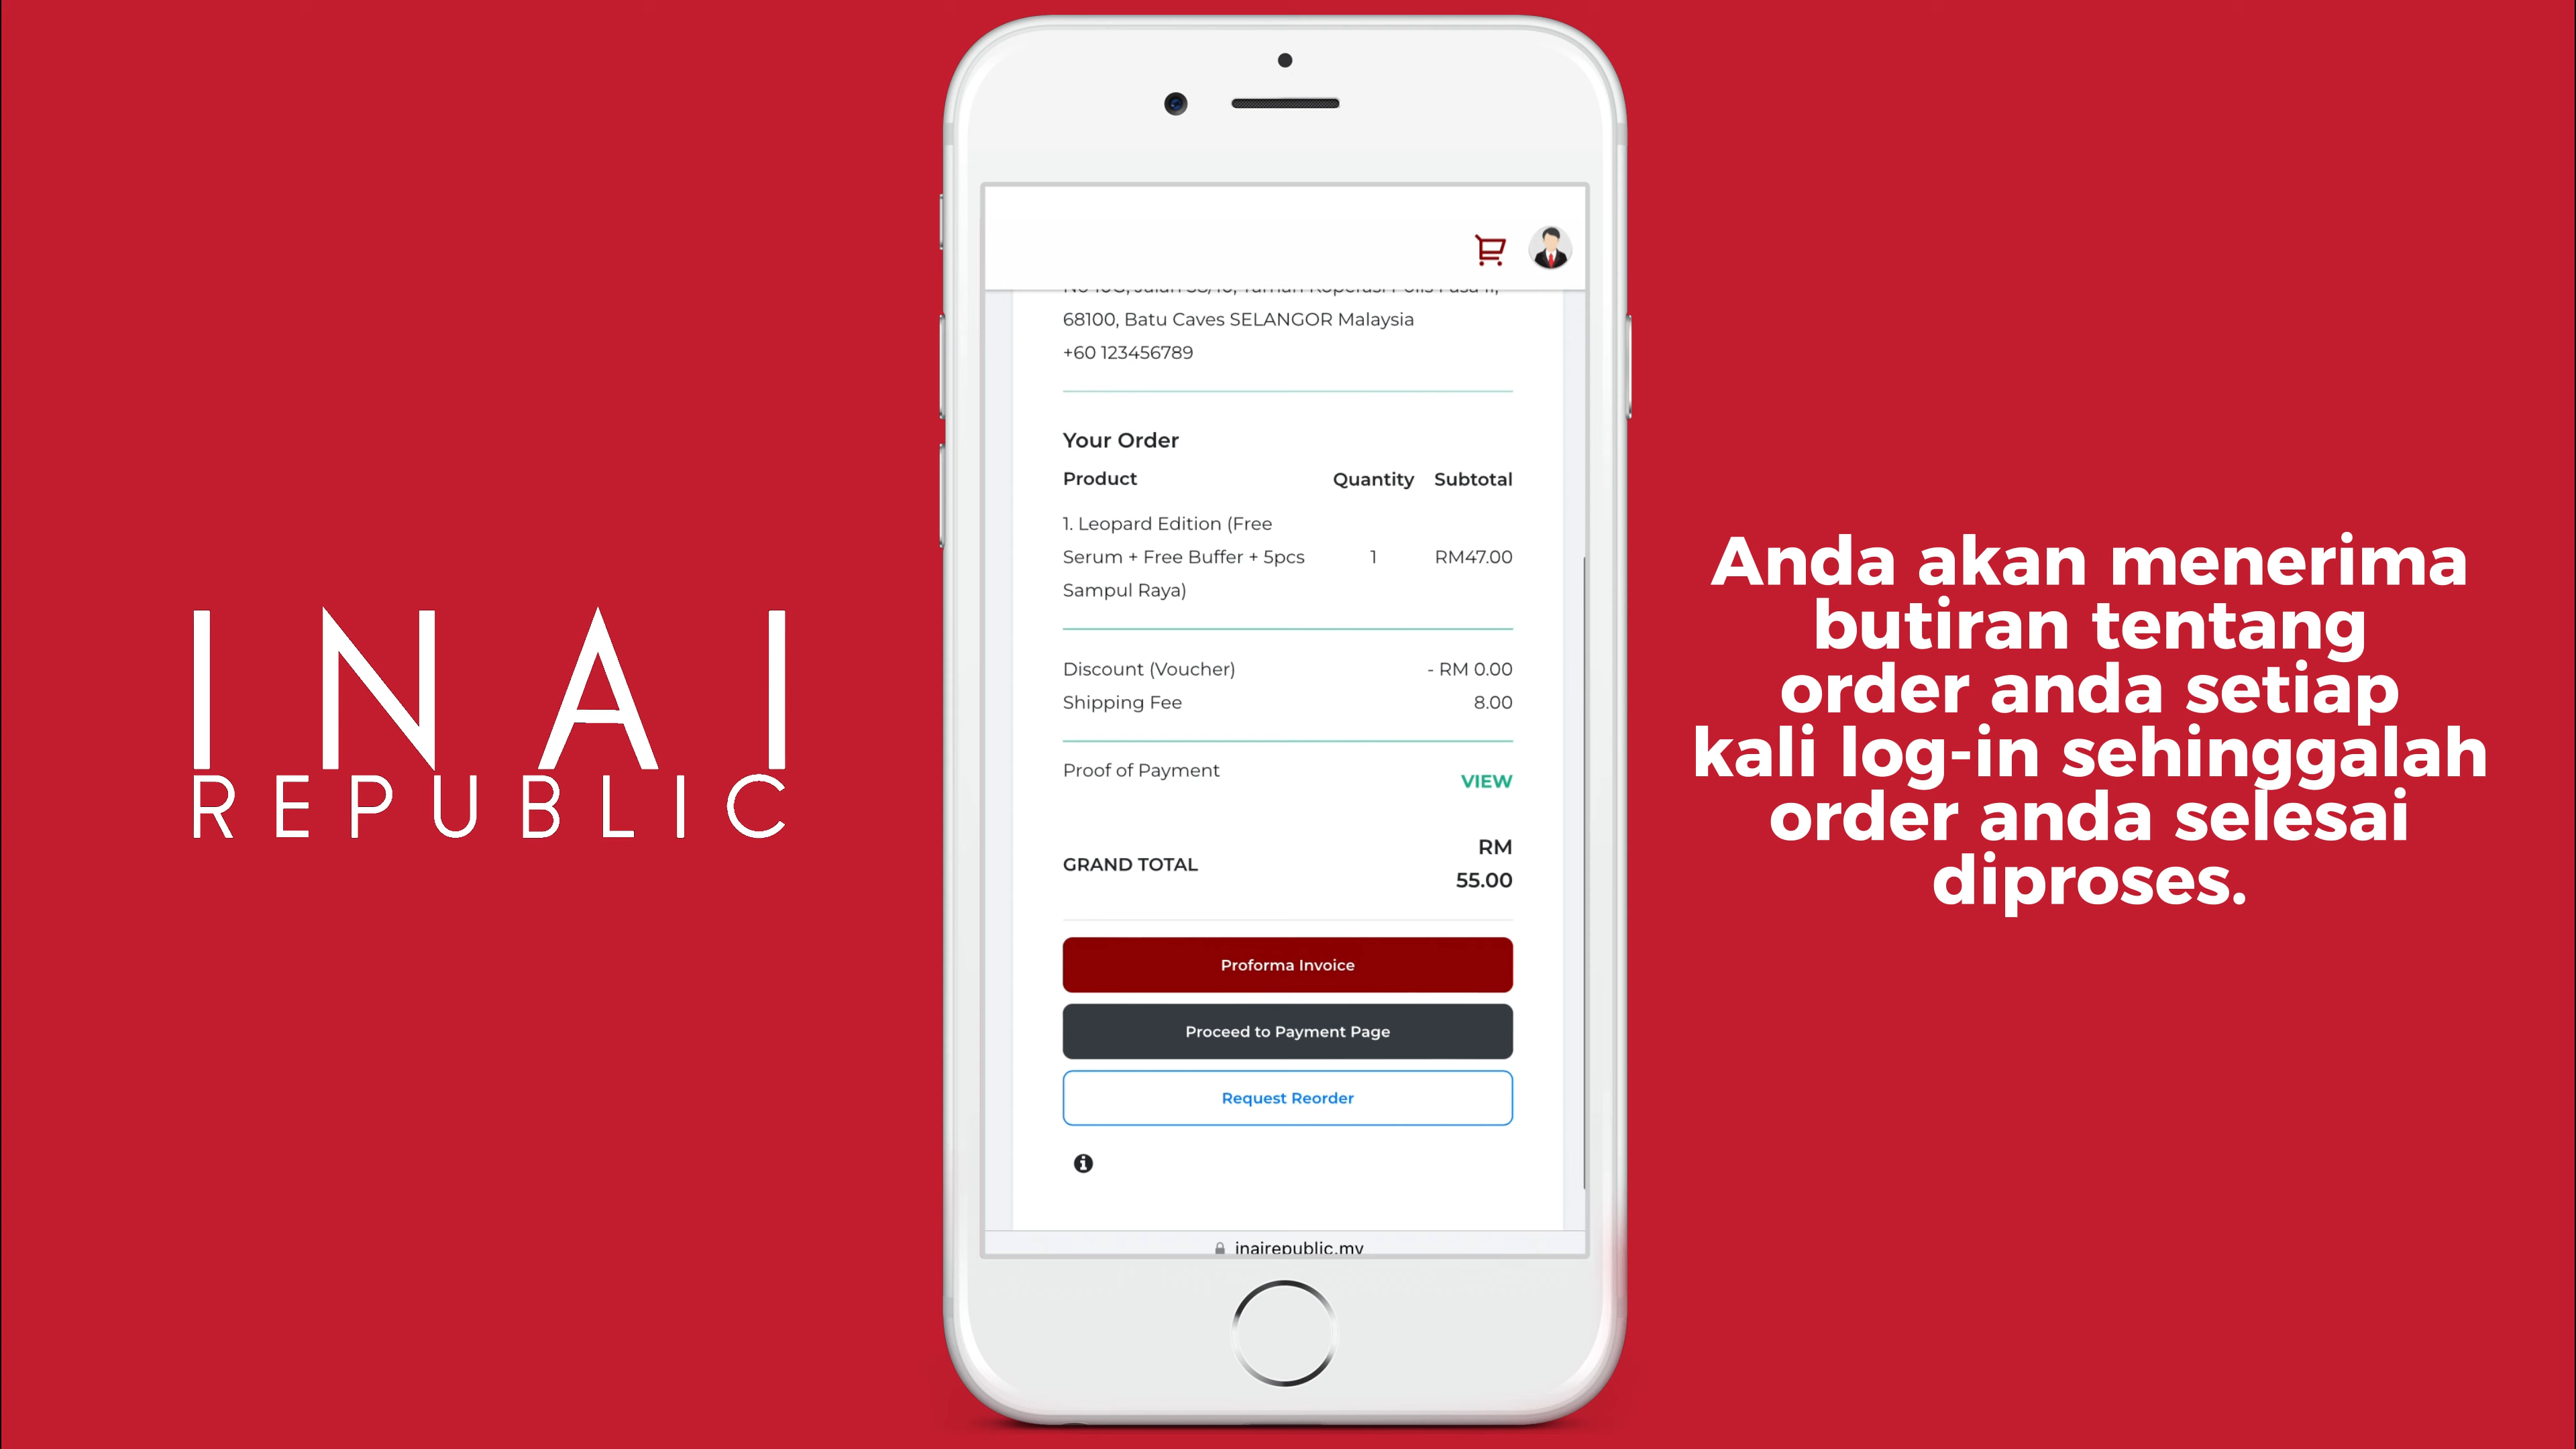 INAI
REPUBLIC
68100, Batu Caves SELANGOR Malaysia
+60 123456789
Your Order
Product Quantity Subtotal
1. Leopard Edition (Free
Serum + Free Buffer + 5pcs 1 RM47.00
Sampul Raya)
Discount (Voucher) - RM 0.00
Shipping Fee 8.00
Proof of Payment VIEW
GRAND TOTAL RM 55.00
Proforma Invoice
Proceed to Payment Page
Request Reorder
inairepublic.my
Anda akan menerima
butiran tentang
order anda setiap
kali log-in sehinggalah
order anda selesai
diproses.